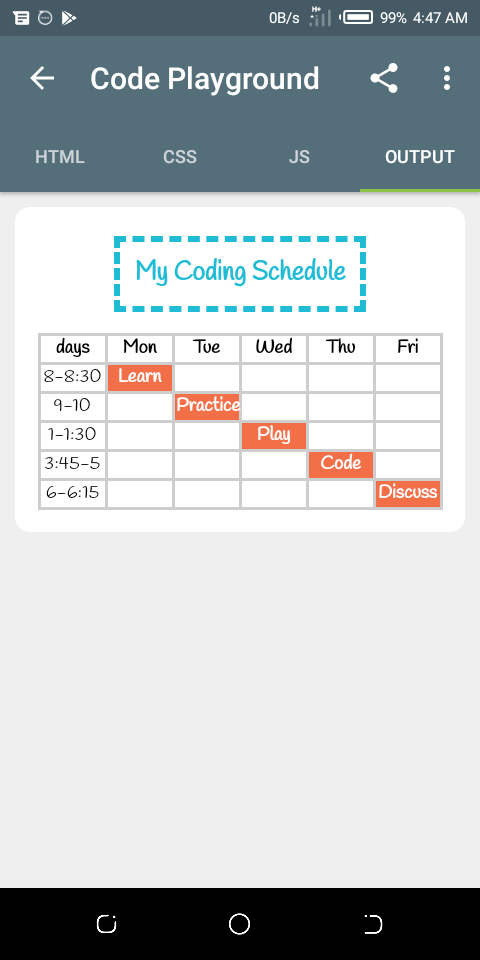 0B/s H+ 99% 4:47 AM
Code Playground
HTML CSS JS OUTPUT
My Coding Schedule
days Mon Tue Wed Thu Fri
8-8:30 Learn
9-10 Practice
1-1:30 Play
3:45-5 Code
6-6:15 Discuss